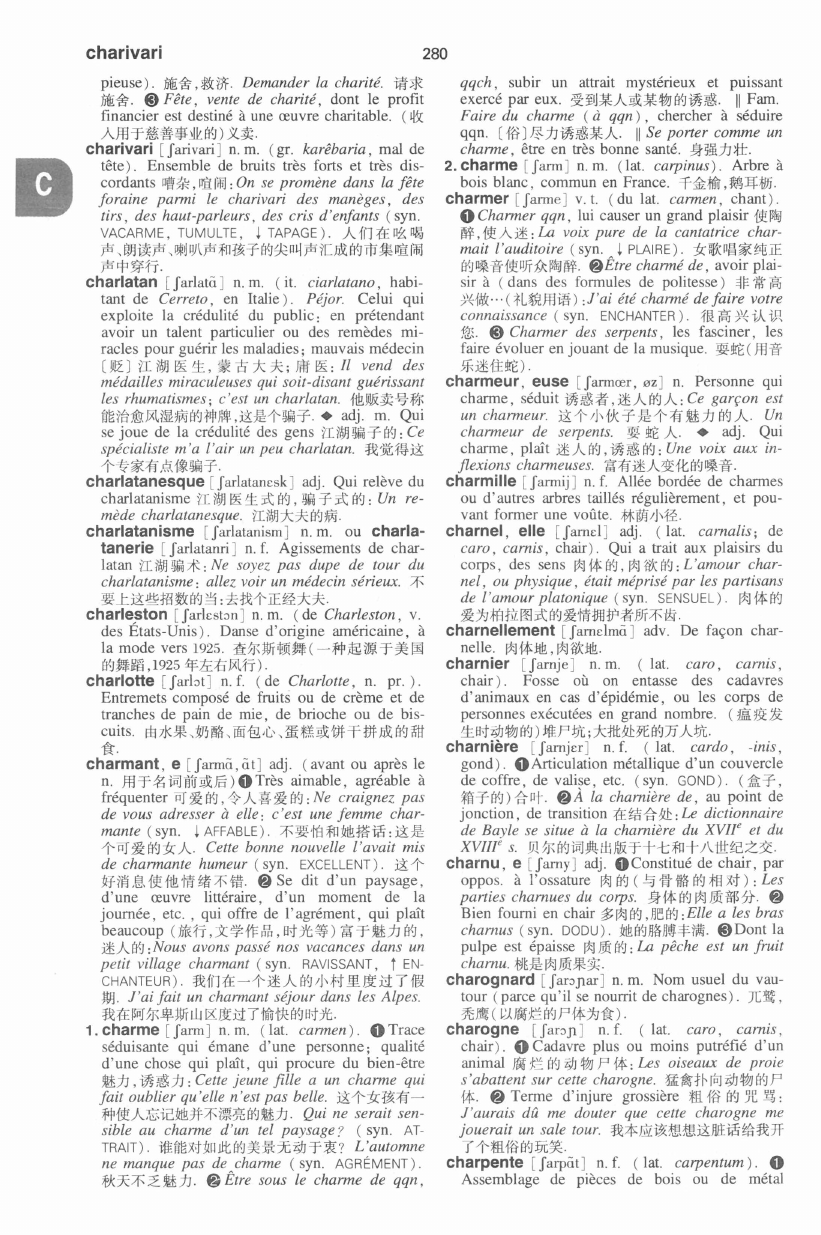 charivari
280
pieuse). 施舍,救济. Demander la charité. 请求
施舍. ❸ Fête, vente de charité, dont le profit
financier est destiné à une œuvre charitable. (收
入用于慈善事业的)义卖.
charivari [ʃarivari] n. m. (gr. karêbaria, mal de
tête). Ensemble de bruits très forts et très dis-
cordants 嘈杂,喧闹:On se promène dans la fête
foraine parmi le charivari des manèges, des
tirs, des haut-parleurs, des cris d'enfants (syn.
VACARME, TUMULTE, ↓ TAPAGE). 人们在吆喝
声、朗读声、喇叭声和孩子的尖叫声汇成的市集喧闹
声中穿行.
C
charlatan [ʃarlatɑ̃] n. m. (it. ciarlatano, habi-
tant de Cerreto, en Italie). Péjor. Celui qui
exploite la crédulité du public: en prétendant
avoir un talent particulier ou des remèdes mi-
racles pour guérir les maladies; mauvais médecin
[贬] 江湖医生, 蒙古大夫; 庸医: Il vend des
médailles miraculeuses qui soit-disant guérissant
les rhumatismes; c'est un charlatan. 他贩卖号称
能治愈风湿病的神牌,这是个骗子. ◆ adj. m. Qui
se joue de la crédulité des gens 江湖骗子的:Ce
spécialiste m'a l'air un peu charlatan. 我觉得这
个专家有点像骗子.
charlatanesque [ʃarlatanɛsk] adj. Qui relève du
charlatanisme 江湖医生式的,骗子式的: Un re-
mède charlatanesque. 江湖大夫的病.
charlatanisme [ʃarlatanism] n. m. ou charla-
tanerie [ʃarlatanri] n. f. Agissements de char-
latan 江湖骗术: Ne soyez pas dupe de tour du
charlatanisme: allez voir un médecin sérieux. 不
要上这些招数的当:去找个正经大夫.
charleston [ʃarlɛstɔn] n. m. (de Charleston, v.
des États-Unis). Danse d'origine américaine, à
la mode vers 1925. 查尔斯顿舞(一种起源于美国
的舞蹈,1925 年左右风行).
charlotte [ʃarlɔt] n. f. (de Charlotte, n. pr.).
Entremets composé de fruits ou de crème et de
tranches de pain de mie, de brioche ou de bis-
cuits. 由水果、奶酪、面包心、蛋糕或饼干拼成的甜
食.
charmant, e [ʃarmɑ̃,ɑ̃t] adj. (avant ou après le
n. 用于名词前或后)❶Très aimable, agréable à
fréquenter 可爱的,令人喜爱的:Ne craignez pas
de vous adresser à elle: c'est une femme char-
mante (syn. ↓AFFABLE). 不要怕和她搭话:这是
个可爱的女人. Cette bonne nouvelle l'avait mis
de charmante humeur (syn. EXCELLENT). 这个
好消息使他情绪不错. ❷ Se dit d'un paysage,
d'une œuvre littéraire, d'un moment de la
journée, etc. , qui offre de l'agrément, qui plaît
beaucoup (旅行,文学作品,时光等)富于魅力的,
迷人的:Nous avons passé nos vacances dans un
petit village charmant (syn. RAVISSANT, ↑ EN-
CHANTEUR). 我们在一个迷人的小村里度过了假
期. J'ai fait un charmant séjour dans les Alpes.
我在阿尔卑斯山区度过了愉快的时光.
1. charme [ʃarm] n. m. (lat. carmen). ❶Trace
séduisante qui émane d'une personne; qualité
d'une chose qui plaît, qui procure du bien-être
魅力,诱惑力:Cette jeune fille a un charme qui
fait oublier qu'elle n'est pas belle. 这个女孩有一
种使人忘记她并不漂亮的魅力. Qui ne serait sen-
sible au charme d'un tel paysage? (syn. AT-
TRAIT). 谁能对如此的美景无动于衷? L'automne
ne manque pas de charme (syn. AGRÉMENT).
秋天不乏魅力. ❷ Être sous le charme de qqn,
qqch, subir un attrait mystérieux et puissant
exercé par eux. 受到某人或某物的诱惑. ‖ Fam.
Faire du charme (à qqn), chercher à séduire
qqn. [俗]尽力诱惑某人. ‖ Se porter comme un
charme, être en très bonne santé. 身强力壮.
2. charme [ʃarm] n. m. (lat. carpinus). Arbre à
bois blanc, commun en France. 千金榆,鹅耳枥.
charmer [ʃarme] v. t. (du lat. carmen, chant).
❶ Charmer qqn, lui causer un grand plaisir 使陶
醉,使入迷:La voix pure de la cantatrice char-
mait l'auditoire (syn. ↓PLAIRE). 女歌唱家纯正
的嗓音使听众陶醉. ❷Être charmé de, avoir plai-
sir à (dans des formules de politesse) 非常高
兴做…(礼貌用语):J'ai été charmé de faire votre
connaissance (syn. ENCHANTER). 很高兴认识
您. ❸ Charmer des serpents, les fasciner, les
faire évoluer en jouant de la musique. 耍蛇(用音
乐迷住蛇).
charmeur, euse [ʃarmœr, øz] n. Personne qui
charme, séduit 诱惑者,迷人的人:Ce garçon est
un charmeur. 这个小伙子是个有魅力的人. Un
charmeur de serpents. 耍蛇人. ◆ adj. Qui
charme, plaît 迷人的,诱惑的:Une voix aux in-
flexions charmeuses. 富有迷人变化的嗓音.
charmille [ʃarmij] n. f. Allée bordée de charmes
ou d'autres arbres taillés régulièrement, et pou-
vant former une voûte. 林荫小径.
charnel, elle [ʃarnɛl] adj. (lat. carnalis; de
caro, carnis, chair). Qui a trait aux plaisirs du
corps, des sens 肉体的,肉欲的:L'amour char-
nel, ou physique, était méprisé par les partisans
de l'amour platonique (syn. SENSUEL). 肉体的
爱为柏拉图式的爱情拥护者所不齿.
charnellement [ʃarnɛlmɑ̃] adv. De façon char-
nelle. 肉体地,肉欲地.
charnier [ʃarnje] n. m. (lat. caro, carnis,
chair). Fosse où on entasse des cadavres
d'animaux en cas d'épidémie, ou les corps de
personnes exécutées en grand nombre. (瘟疫发
生时动物的)堆尸坑;大批处死的万人坑.
charnière [ʃarnjɛr] n. f. (lat. cardo, -inis,
gond). ❶Articulation métallique d'un couvercle
de coffre, de valise, etc. (syn. GOND). (盒子,
箱子的)合叶. ❷À la charnière de, au point de
jonction, de transition 在结合处:Le dictionnaire
de Bayle se situe à la charnière du XVIIe et du
XVIIIe s. 贝尔的词典出版于十七和十八世纪之交.
charnu, e [ʃarny] adj. ❶Constitué de chair, par
oppos. à l'ossature 肉的(与骨骼的相对): Les
parties charnues du corps. 身体的肉质部分. ❷
Bien fourni en chair 多肉的,肥的:Elle a les bras
charnus (syn. DODU). 她的胳膊丰满. ❸Dont la
pulpe est épaisse 肉质的:La pêche est un fruit
charnu. 桃是肉质果实.
charognard [ʃarɔɲar] n. m. Nom usuel du vau-
tour (parce qu'il se nourrit de charognes). 兀鹫,
秃鹰(以腐烂的尸体为食).
charogne [ʃarɔɲ] n. f. (lat. caro, carnis,
chair). ❶Cadavre plus ou moins putréfié d'un
animal 腐烂的动物尸体: Les oiseaux de proie
s'abattent sur cette charogne. 猛禽扑向动物的尸
体. ❷ Terme d'injure grossière 粗俗的咒骂:
J'aurais dû me douter que cette charogne me
jouerait un sale tour. 我本应该想想这脏话给我开
了个粗俗的玩笑.
charpente [ʃarpɑ̃t] n. f. (lat. carpentum). ❶
Assemblage de pièces de bois ou de métal